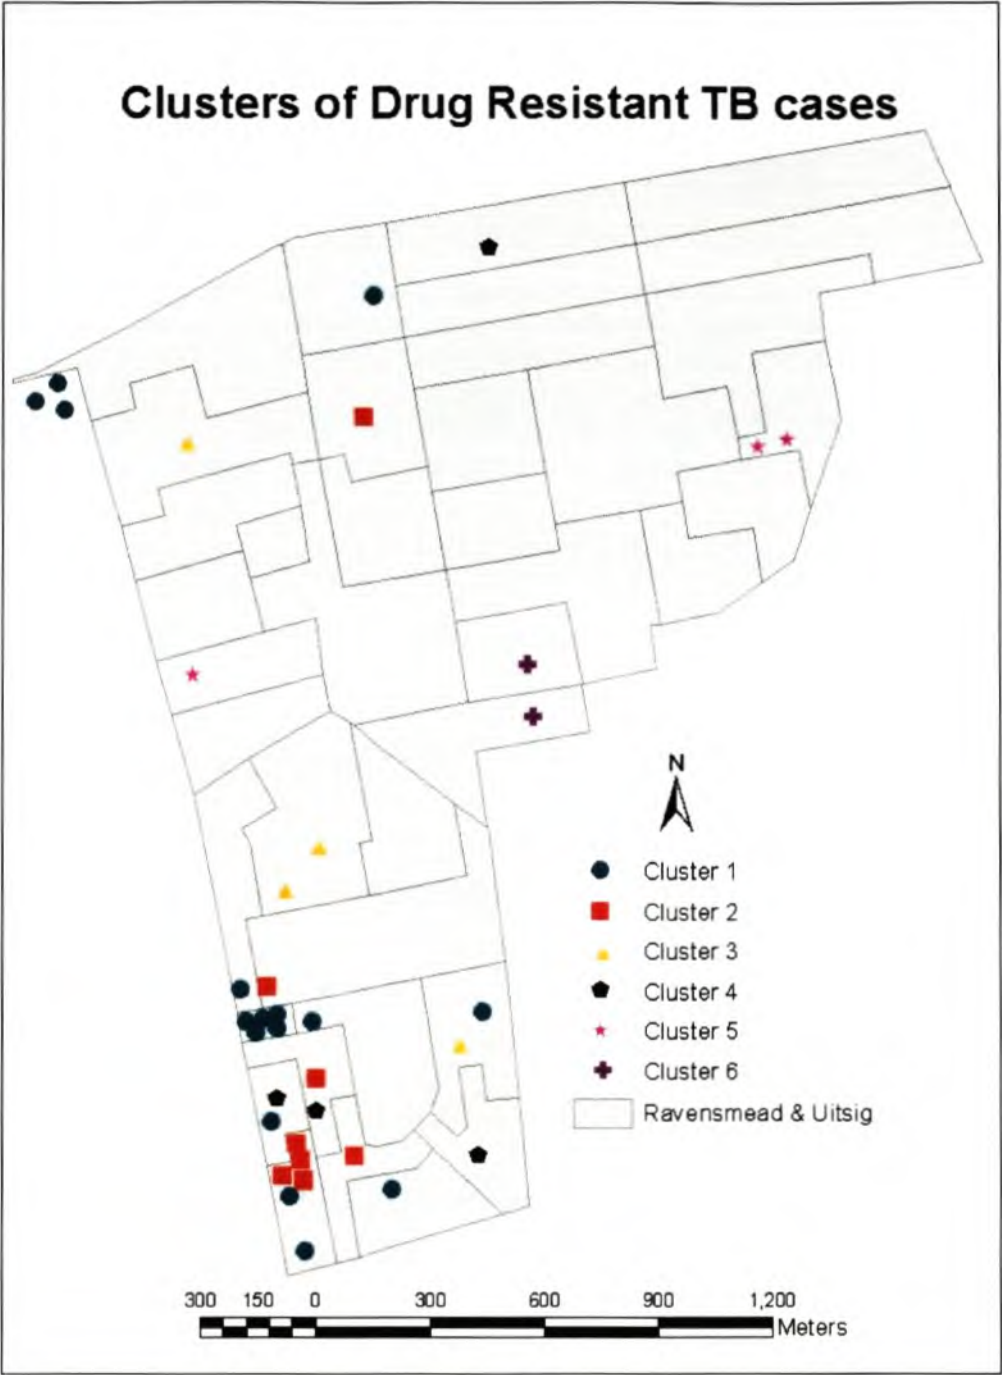 Clusters of Drug Resistant TB cases
N
Cluster 1
Cluster 2
Cluster 3
Cluster 4
Cluster 5
Cluster 6
Ravensmead & Uitsig
300 150 0 300 600 900 1,200
Meters